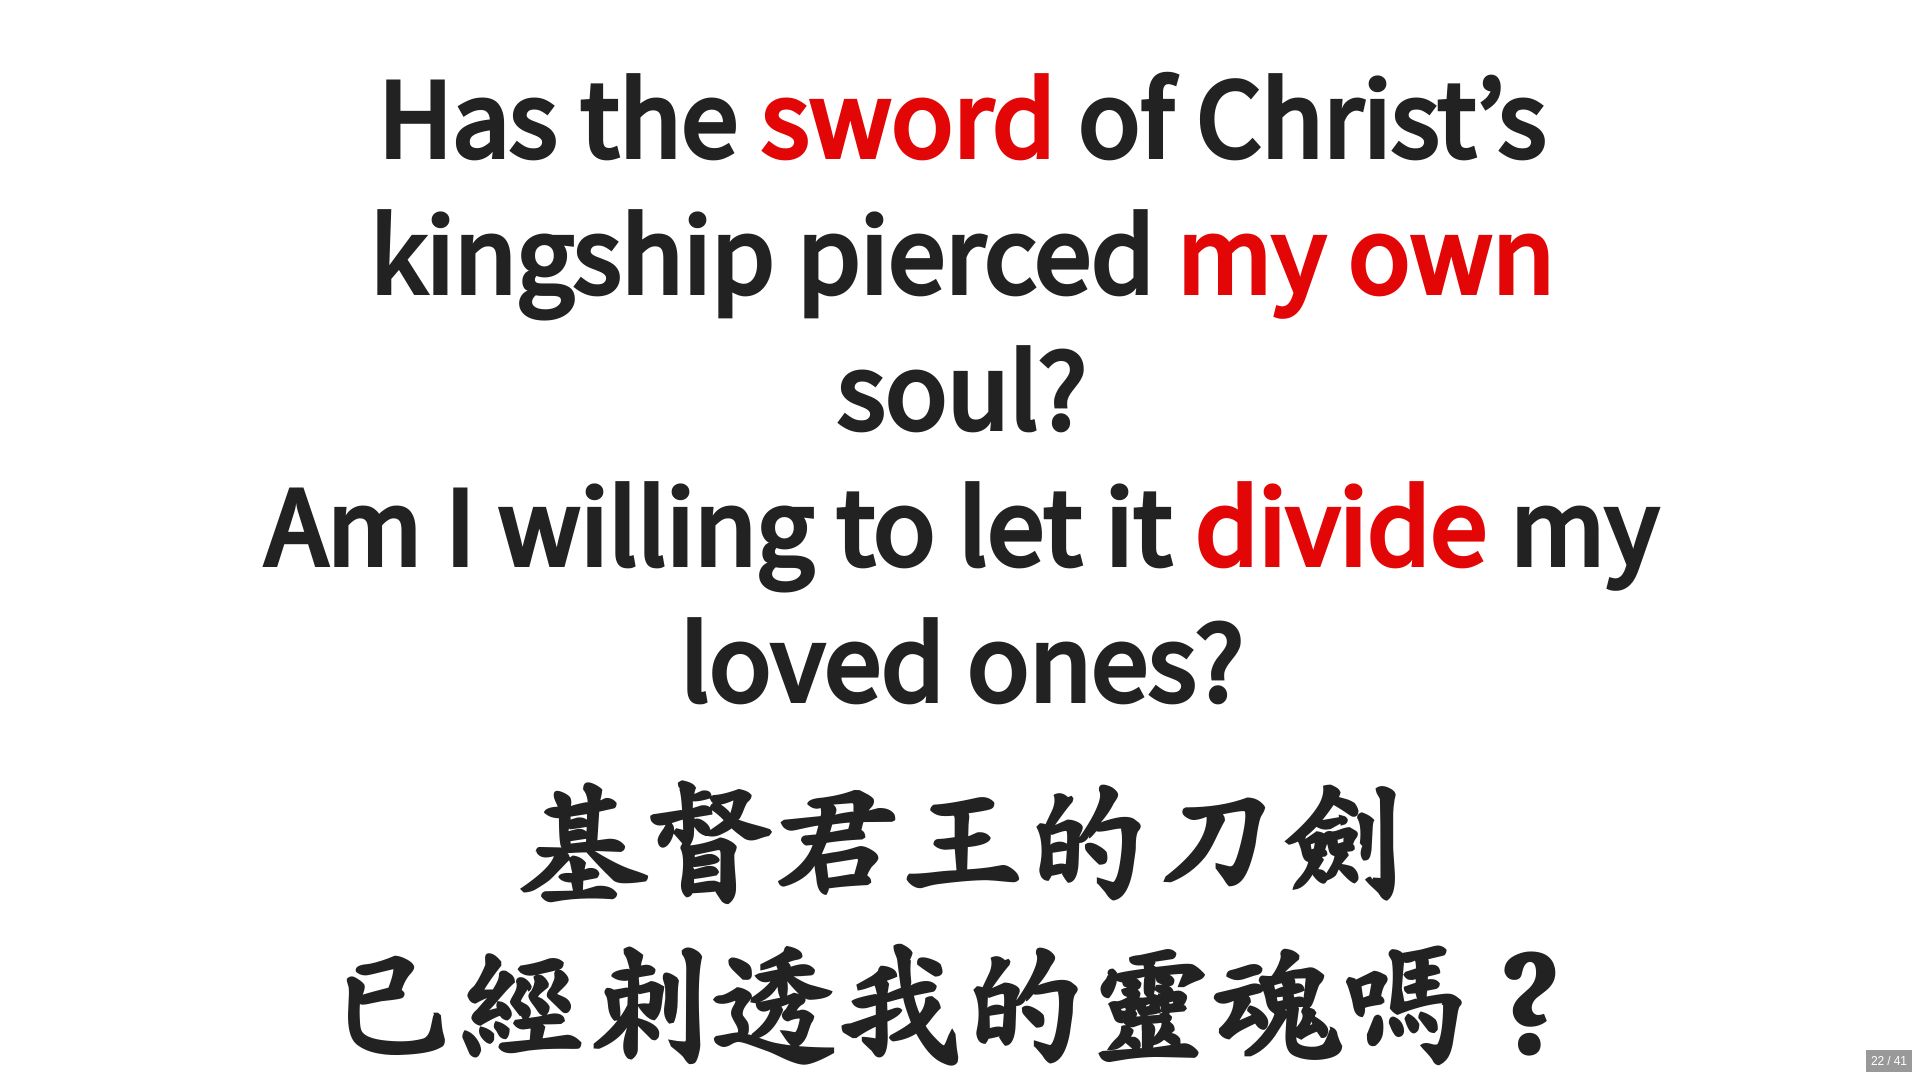 Has the sword of Christ’s
kingship pierced my own
soul?
Am I willing to let it divide my
loved ones?
基督君王的刀劍
已經刺透我的靈魂嗎？
22 / 41